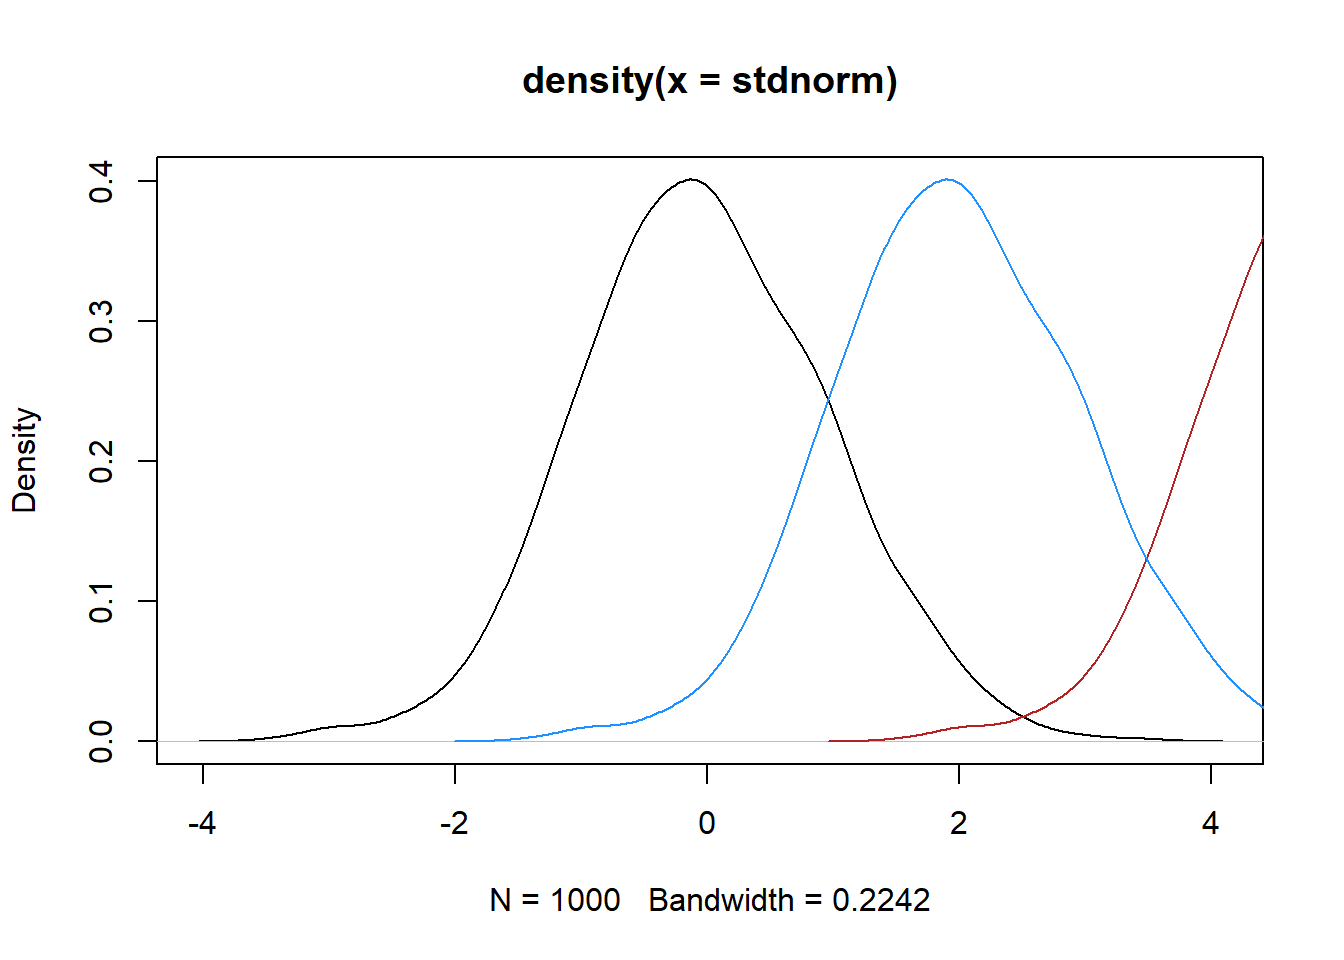 density(x = stdnorm)
Density
0.4
0.3
0.2
0.1
0.0
-4 -2 0 2 4
N = 1000 Bandwidth = 0.2242